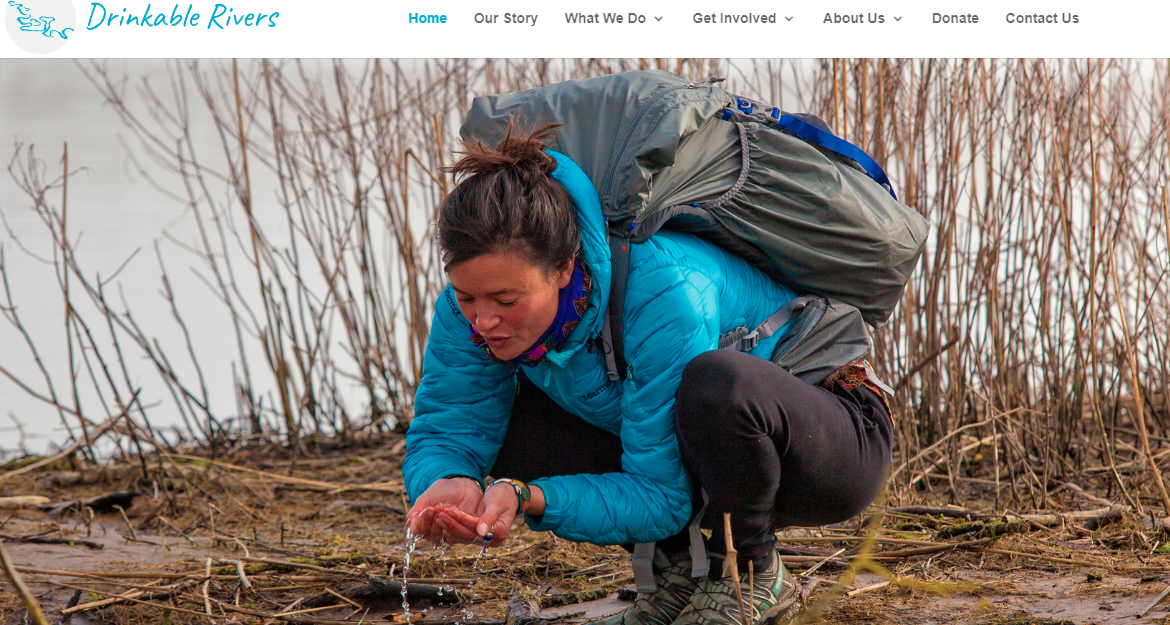 Drinkable Rivers
Home Our Story What We Do Get Involved About Us Donate Contact Us